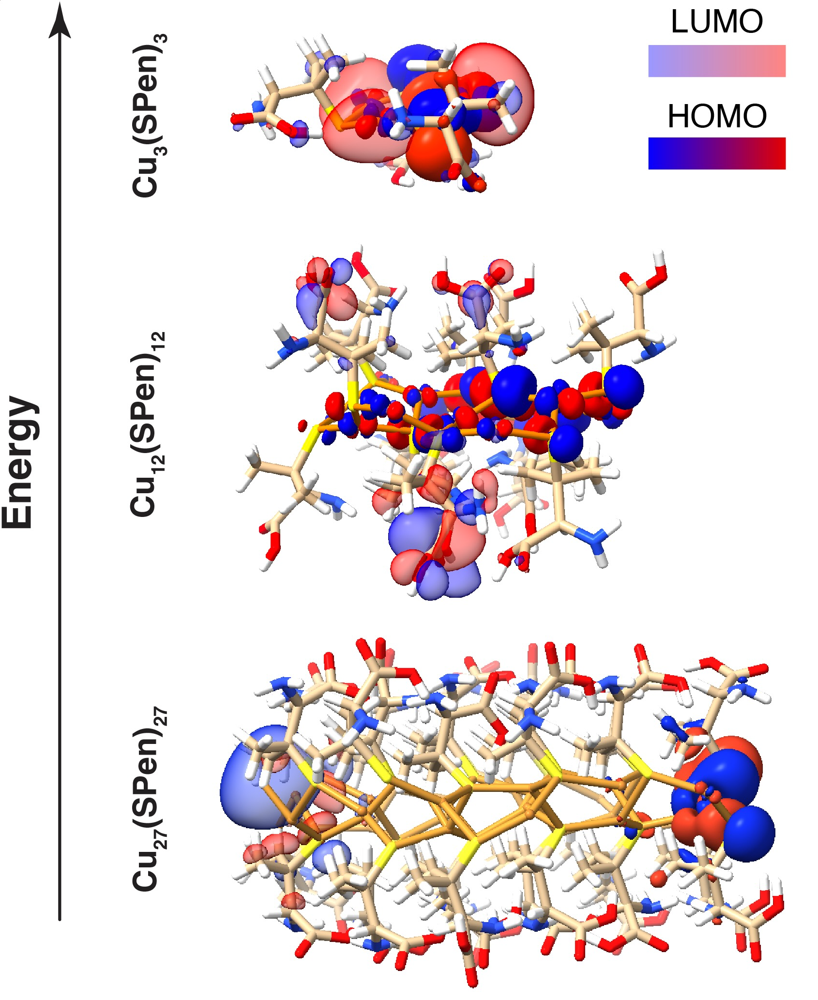 LUMO
HOMO
Energy
Cu3(SPen)3
Cu12(SPen)12
Cu27(SPen)27